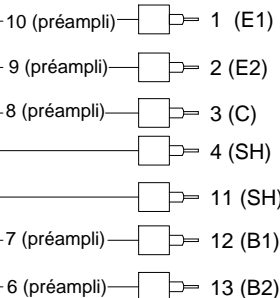 10 (préampli) 1 (E1)
9 (préampli) 2 (E2)
8 (préampli) 3 (C)
4 (SH)
11 (SH)
7 (préampli) 12 (B1)
6 (préampli) 13 (B2)